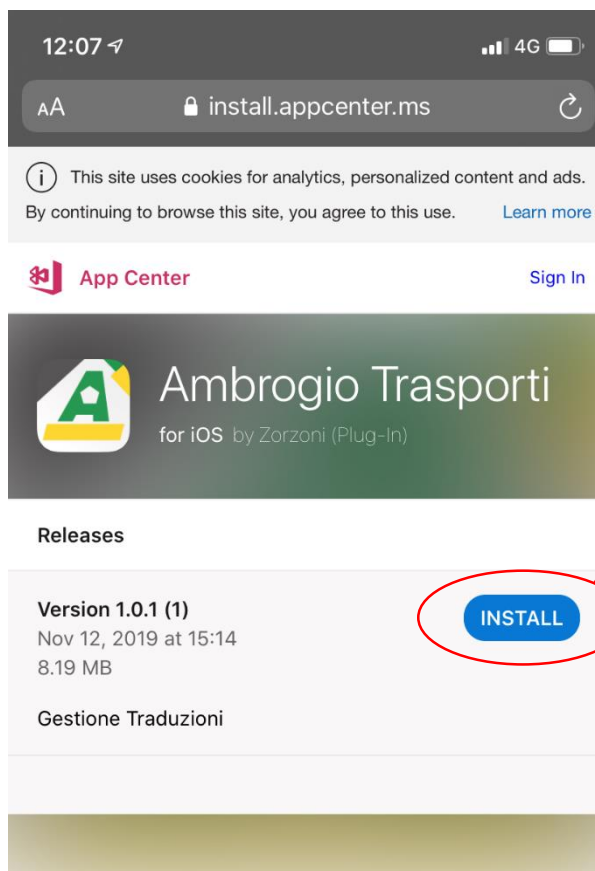 12:07
4G
AA install.appcenter.ms
This site uses cookies for analytics, personalized content and ads.
By continuing to browse this site, you agree to this use. Learn more
App Center Sign In
Ambrogio Trasporti
for iOS by Zorzoni (Plug-In)
Releases
Version 1.0.1 (1)
INSTALL
Nov 12, 2019 at 15:14
8.19 MB
Gestione Traduzioni